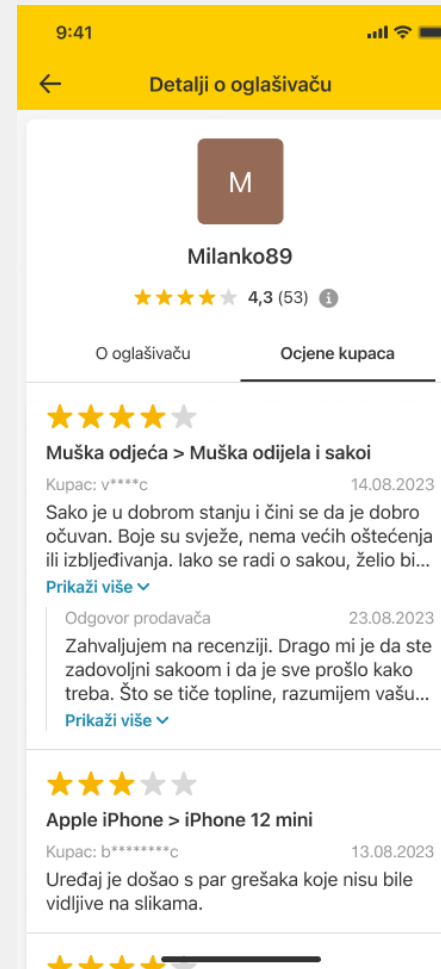 9:41
Detalji o oglašivaču
M
Milanko89
4,3 (53)
O oglašivaču
Ocjene kupaca
Muška odjeća > Muška odijela i sakoi
Kupac: v****c 14.08.2023
Sako je u dobrom stanju i čini se da je dobro
očuvan. Boje su svježe, nema većih oštećenja
ili izbljeđivanja. Iako se radi o sakou, želio bi...
Prikaži više
Odgovor prodavača 23.08.2023
Zahvaljujem na recenziji. Drago mi je da ste
zadovoljni sakoom i da je sve prošlo kako
treba. Što se tiče topline, razumijem vašu...
Prikaži više
Apple iPhone > iPhone 12 mini
Kupac: b********c 13.08.2023
Uređaj je došao s par grešaka koje nisu bile
vidljive na slikama.